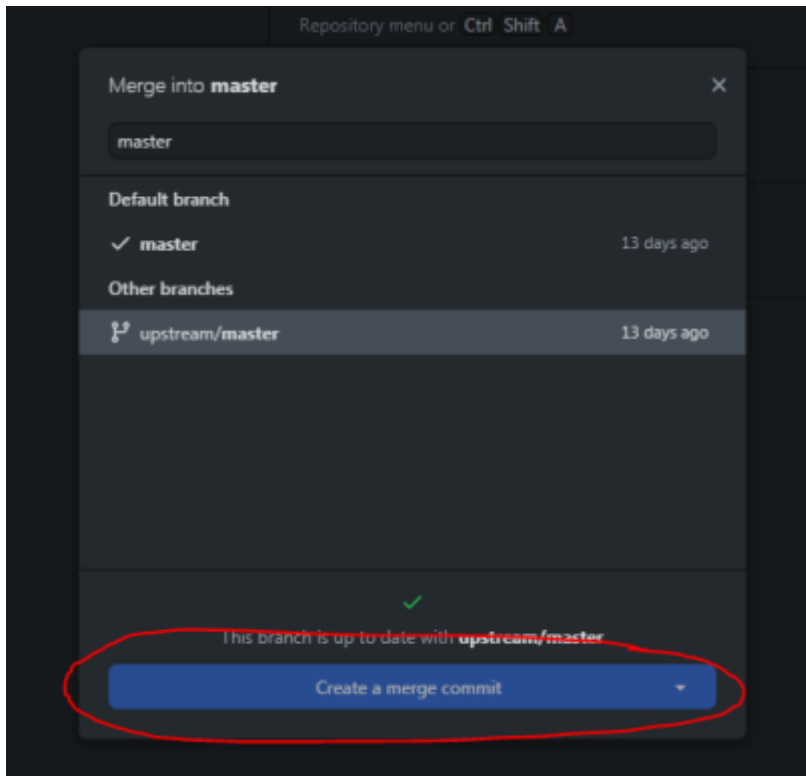 Repository menu or Ctrl Shift A
Merge into master
master
Default branch
master 13 days ago
Other branches
upstream/master 13 days ago
This branch is up to date with upstream/master
Create a merge commit